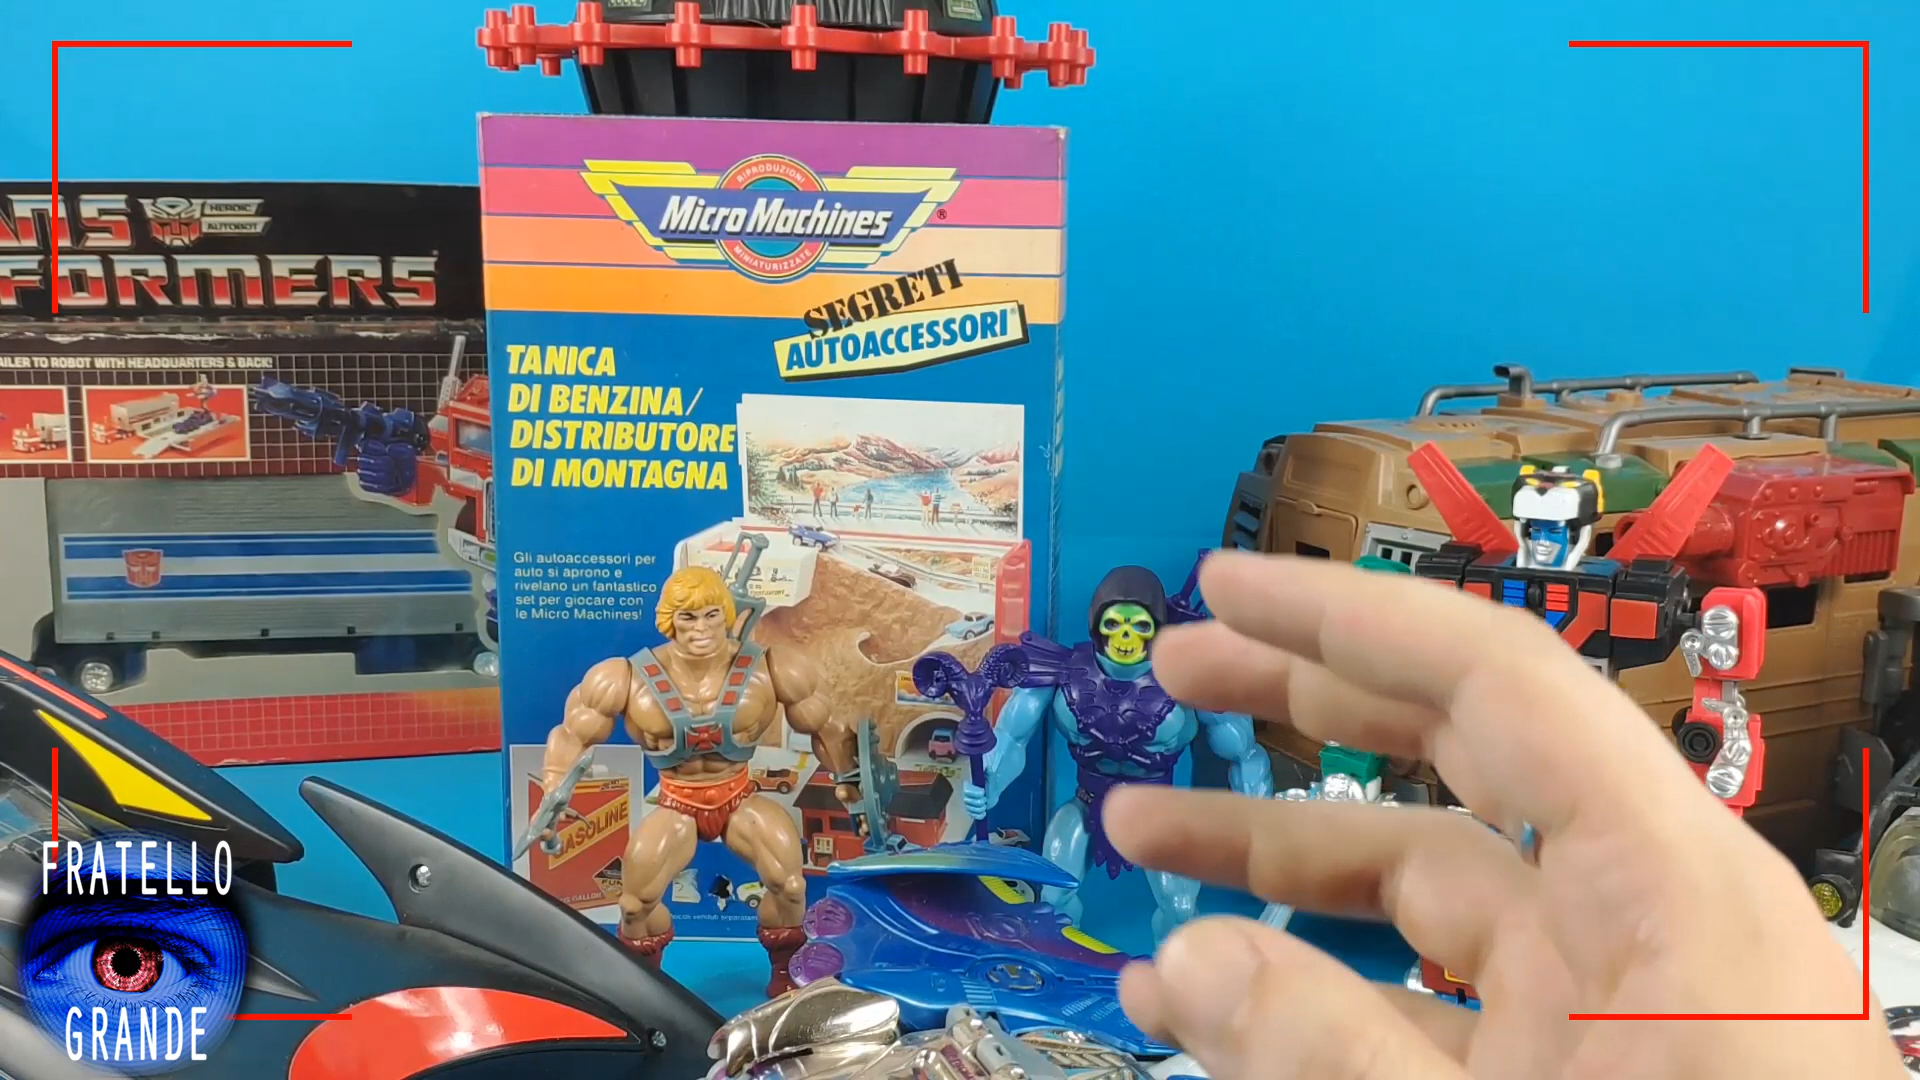 RIPRODUZIONI
Micro Machines®
MINIATURIZZATE
SEGRETI
AUTOACCESSORI
TANICA
DI BENZINA/
DISTRIBUTORE
DI MONTAGNA
Gli autoaccessori per
auto si aprono e
rivelano un fantastico
set per giocare con
le Micro Machines!
GASOLINE
HEROIC
AUTOBOT
FORMERS
TO ROBOT WITH HEADQUARTERS & BACK!
FRATELLO
GRANDE